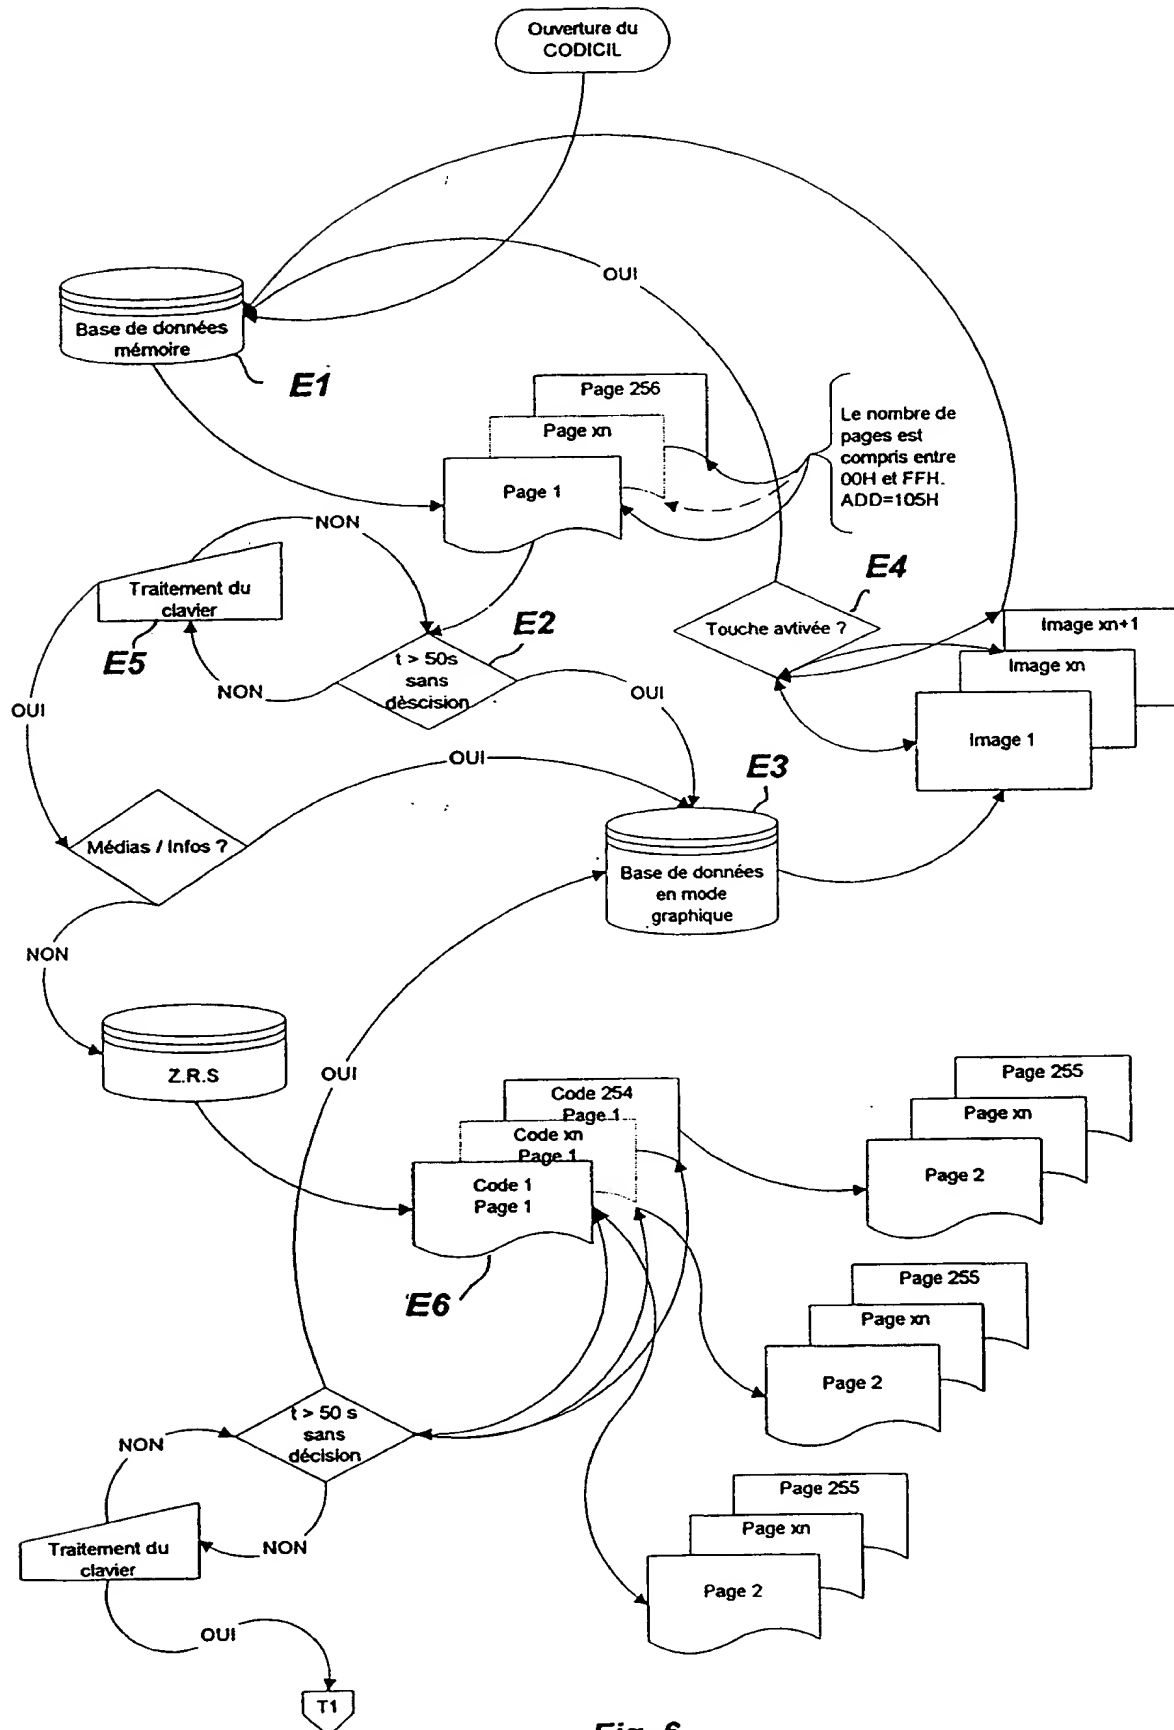 Ouverture du
CODICIL
OUI
Base de données
mémoire
E1
Page 256
Page xn
Page 1
Le nombre de
pages est
compris entre
00H et FFH.
ADD=105H
NON
Traitement du
clavier
E5
E2
t > 50s
sans
dèscision
NON
OUI
OUI
E4
Touche avtivée ?
Image xn+1
Image xn
Image 1
OUI
E3
Médias / Infos ?
Base de données
en mode
graphique
NON
Z.R.S
OUI
Code 254
Page 1
Code xn
Page 1
Code 1
Page 1
E6
Page 255
Page xn
Page 2
Page 255
Page xn
Page 2
t > 50 s
sans
décision
NON
NON
Traitement du
clavier
Page 255
Page xn
Page 2
OUI
T1
Fig. 6